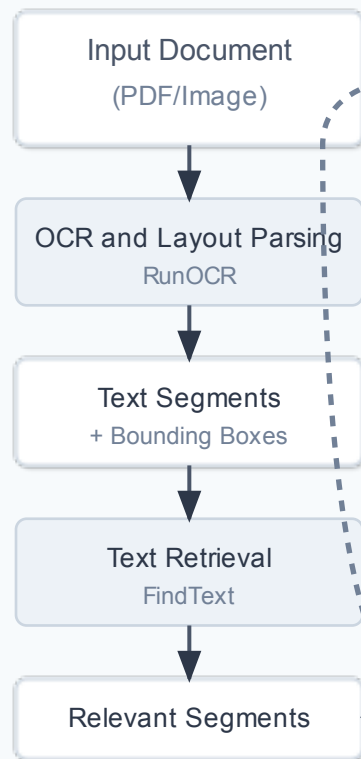 Input Document
(PDF/Image)
OCR and Layout Parsing
RunOCR
Text Segments
+ Bounding Boxes
Text Retrieval
FindText
Relevant Segments